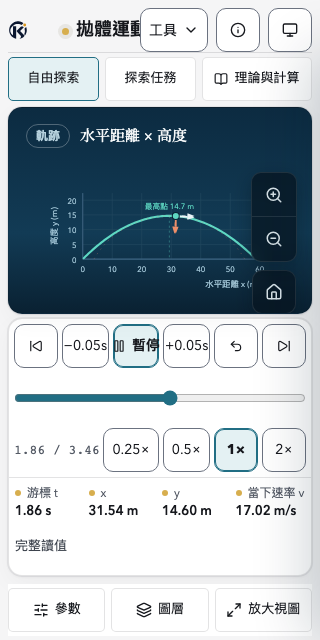 拋體運動
工具
自由探索
探索任務
理論與計算
軌跡
水平距離 × 高度
最高點 14.7 m
高度 y (m)
20
15
10
5
0
0 10 20 30 40 50 60
水平距離 x
−0.05s
暫停
+0.05s
1.86 / 3.46
0.25×
0.5×
1×
2×
游標 t
x
y
當下速率 v
1.86 s
31.54 m
14.60 m
17.02 m/s
完整讀值
參數
圖層
放大視圖